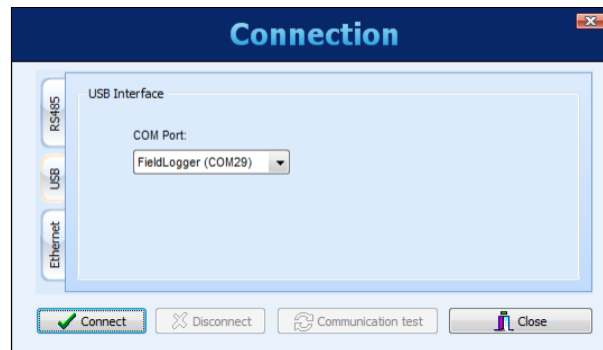 Connection
RS485
USB
Ethernet
USB Interface
COM Port:
FieldLogger (COM29)
Connect
Disconnect
Communication test
Close